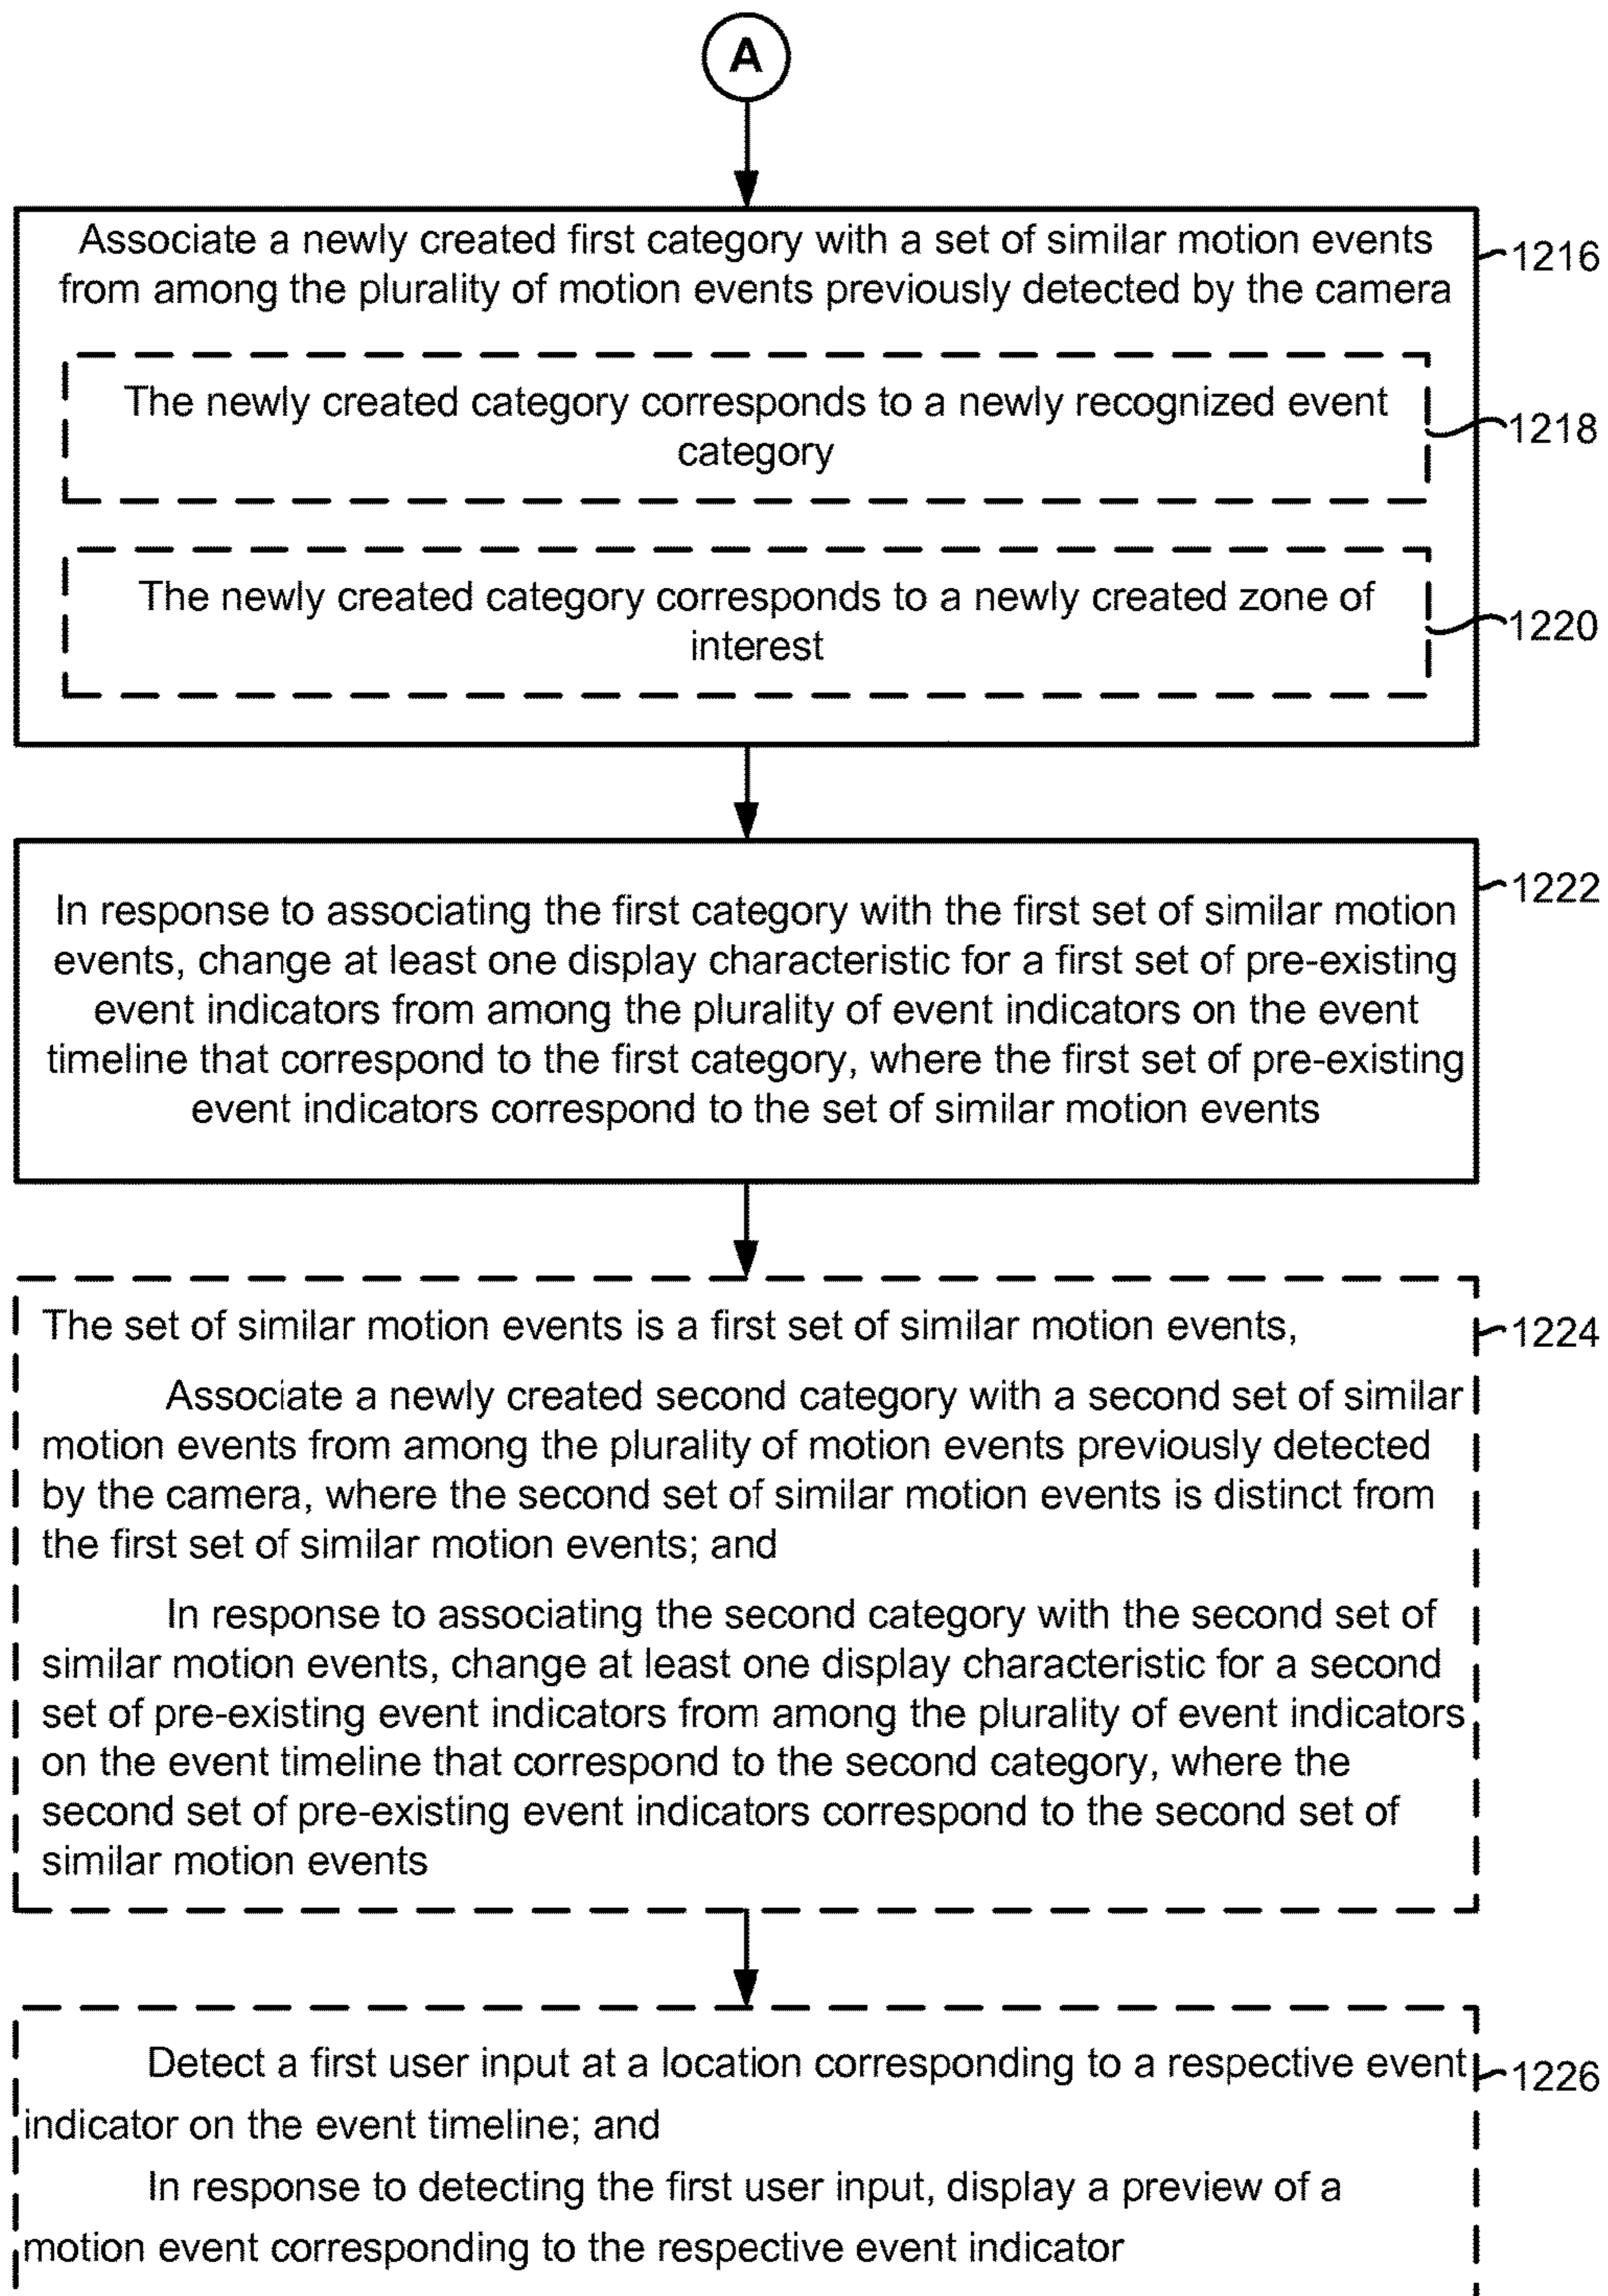 A
Associate a newly created first category with a set of similar motion events
from among the plurality of motion events previously detected by the camera
1216
The newly created category corresponds to a newly recognized event
category
1218
The newly created category corresponds to a newly created zone of
interest
1220
In response to associating the first category with the first set of similar motion
events, change at least one display characteristic for a first set of pre-existing
event indicators from among the plurality of event indicators on the event
timeline that correspond to the first category, where the first set of pre-existing
event indicators correspond to the set of similar motion events
1222
The set of similar motion events is a first set of similar motion events,
Associate a newly created second category with a second set of similar
motion events from among the plurality of motion events previously detected
by the camera, where the second set of similar motion events is distinct from
the first set of similar motion events; and
In response to associating the second category with the second set of
similar motion events, change at least one display characteristic for a second
set of pre-existing event indicators from among the plurality of event indicators
on the event timeline that correspond to the second category, where the
second set of pre-existing event indicators correspond to the second set of
similar motion events
1224
Detect a first user input at a location corresponding to a respective event
indicator on the event timeline; and
In response to detecting the first user input, display a preview of a
motion event corresponding to the respective event indicator
1226